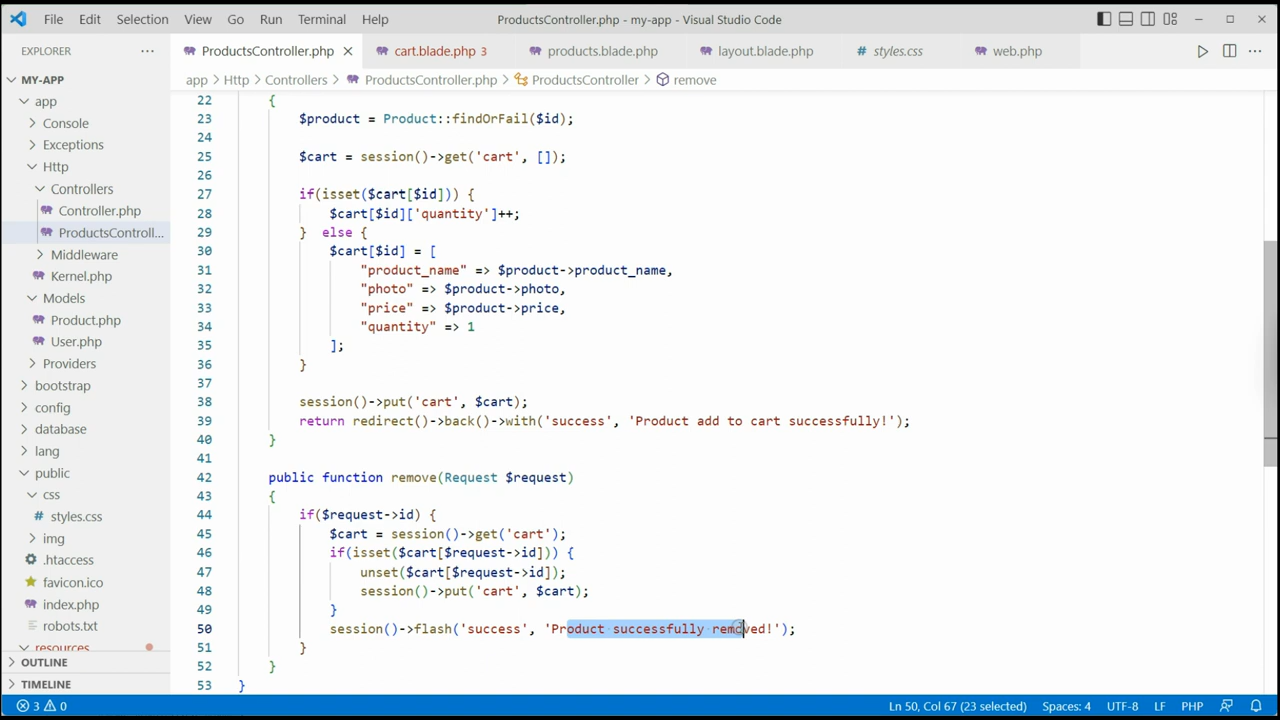 File Edit Selection View Go Run Terminal Help ProductsController.php - my-app - Visual Studio Code
EXPLORER
ProductsController.php cart.blade.php 3 products.blade.php layout.blade.php styles.css web.php
MY-APP
app
Console
Exceptions
Http
Controllers
Controller.php
ProductsControll...
Middleware
Kernel.php
Models
Product.php
User.php
Providers
bootstrap
config
database
lang
public
css
styles.css
img
.htaccess
favicon.ico
index.php
robots.txt
resources
OUTLINE
TIMELINE
app > Http > Controllers > ProductsController.php > ProductsController > remove
22 {
23 $product = Product::findOrFail($id);
24
25 $cart = session()->get('cart', []);
26
27 if(isset($cart[$id])) {
28 $cart[$id]['quantity']++;
29 } else {
30 $cart[$id] = [
31 "product_name" => $product->product_name,
32 "photo" => $product->photo,
33 "price" => $product->price,
34 "quantity" => 1
35 ];
36 }
37
38 session()->put('cart', $cart);
39 return redirect()->back()->with('success', 'Product add to cart successfully!');
40 }
41
42 public function remove(Request $request)
43 {
44 if($request->id) {
45 $cart = session()->get('cart');
46 if(isset($cart[$request->id])) {
47 unset($cart[$request->id]);
48 session()->put('cart', $cart);
49 }
50 session()->flash('success', 'Product successfully removed!');
51 }
52 }
53 }
3 0 Ln 50, Col 67 (23 selected) Spaces: 4 UTF-8 LF PHP